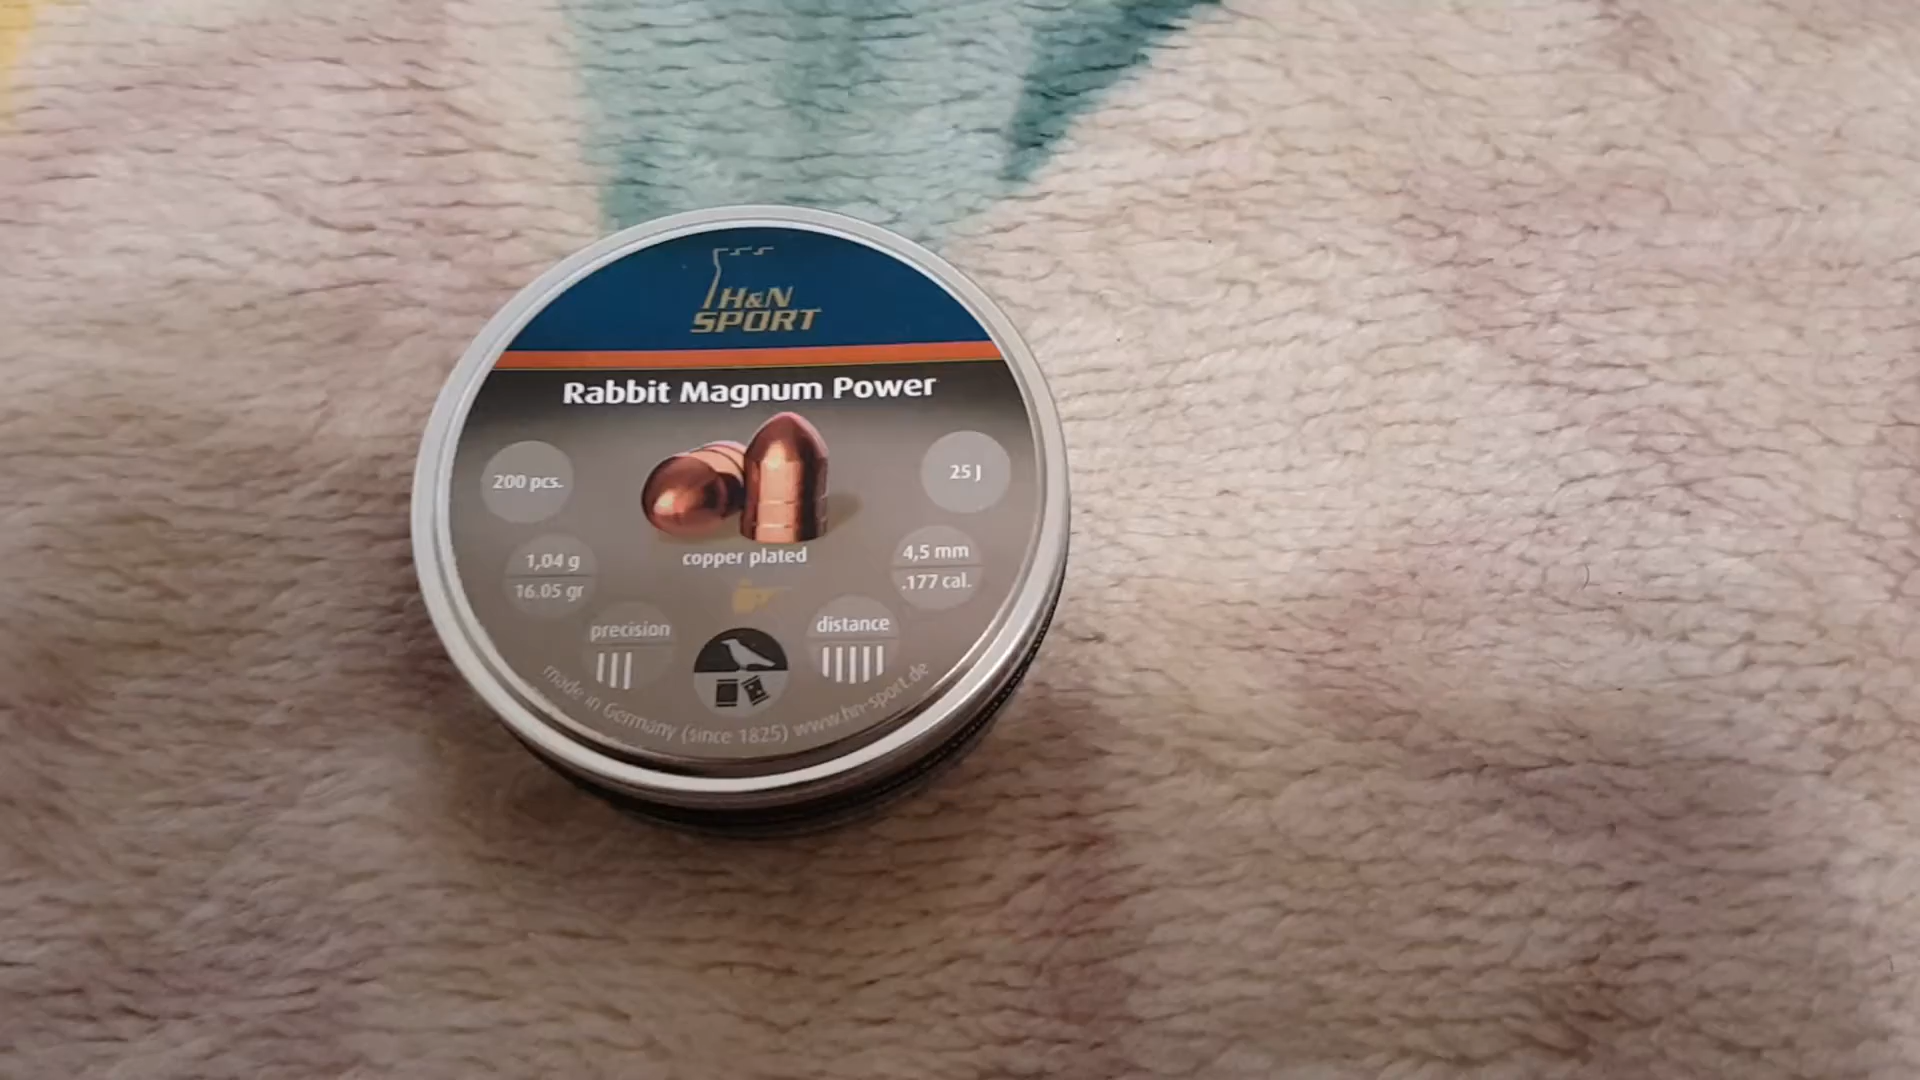 H&N
SPORT
Rabbit Magnum Power
200 pcs.
25 J
copper plated
1,04 g
16.05 gr
4,5 mm
.177 cal.
precision
distance
made in Germany (since 1825) www.hn-sport.de